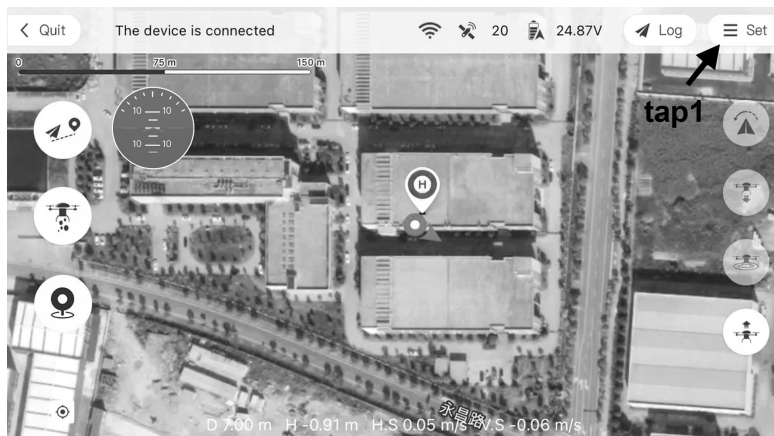 Quit The device is connected 20 24.87V Log Set
0 75 m 150 m
tap1
10 10
10 10
H
永昌路
D 7.00 m H -0.91 m H.S 0.05 m/s V.S -0.06 m/s